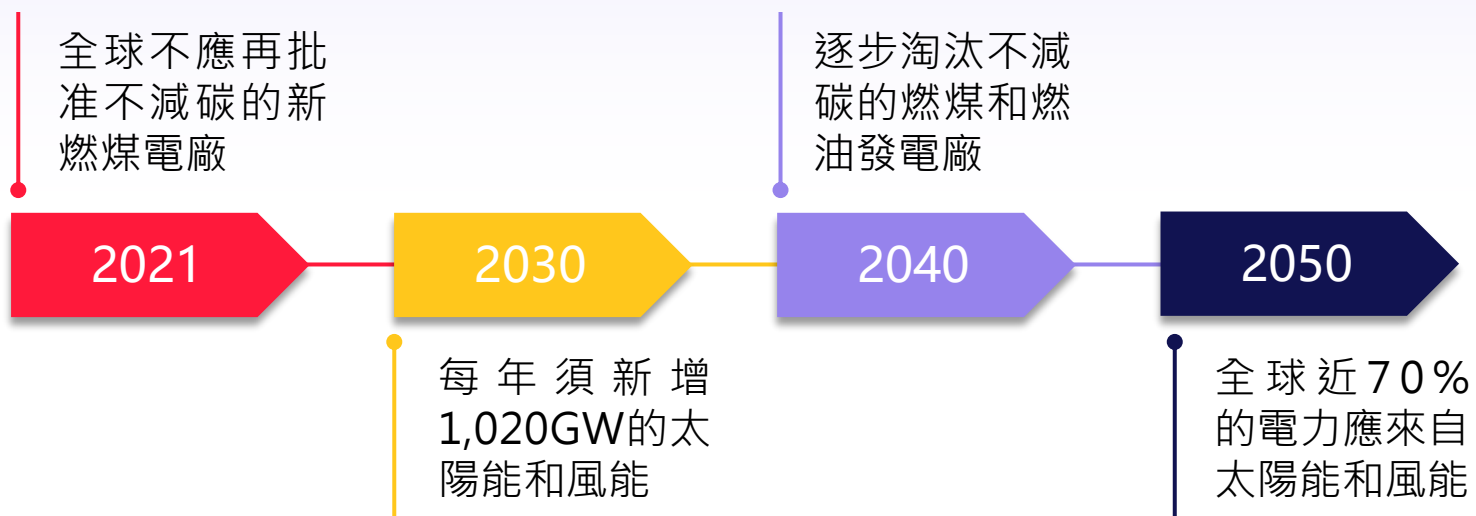 全球不應再批
准不減碳的新
燃煤電廠
逐步淘汰不減
碳的燃煤和燃
油發電廠
2021
2030
2040
2050
每年須新增
1,020GW的太
陽能和風能
全球近70%
的電力應來自
太陽能和風能